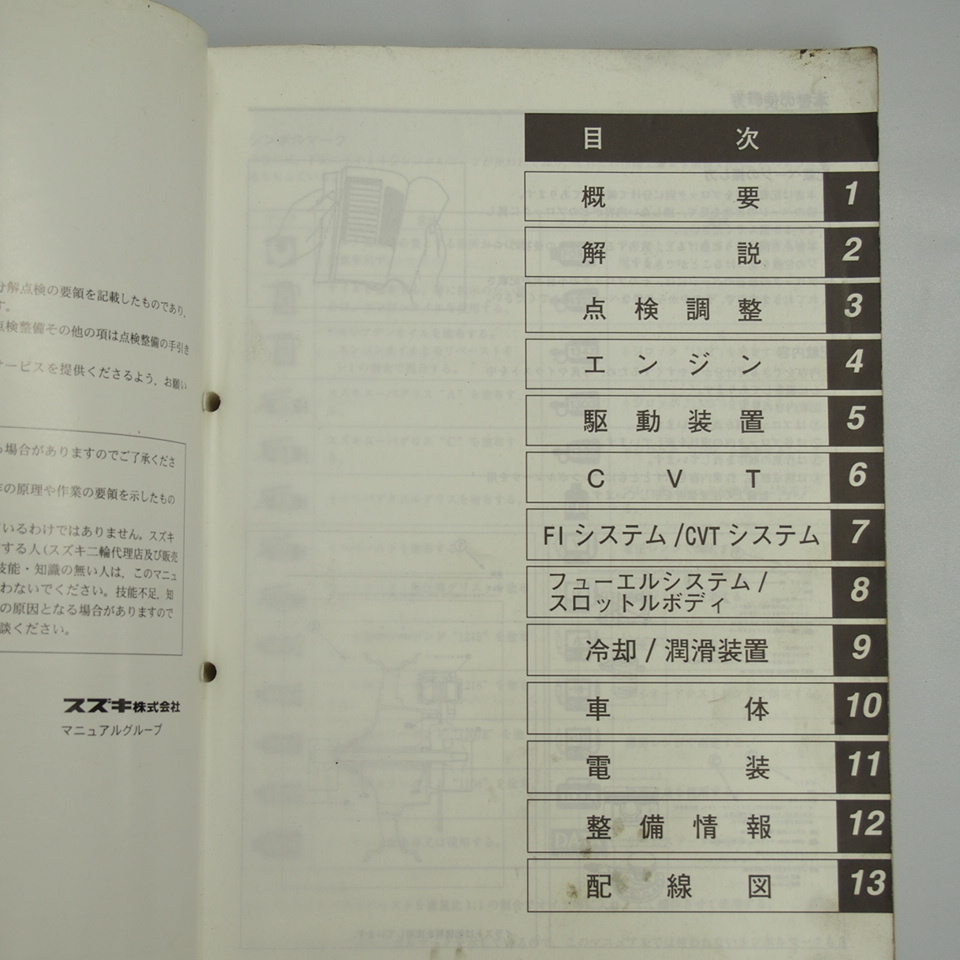 分解点検の要領を記載したものであり,
す。
点検整備その他の項は点検整備の手引き
サービスを提供くださるよう, お願い
る場合がありますのでご了承くださ
作の原理や作業の要領を示したもの
ているわけではありません。スズキ
する人(スズキ二輪代理店及び販売
技能・知識の無い人は, このマニュ
わないでください。技能不足, 知
の原因となる場合がありますので
談ください。
スズキ株式会社
マニュアルグループ
目次
概要 1
解説 2
点検調整 3
エンジン 4
駆動装置 5
CVT 6
FIシステム/CVTシステム 7
フューエルシステム/
スロットルボディ 8
冷却/潤滑装置 9
車体 10
電装 11
整備情報 12
配線図 13